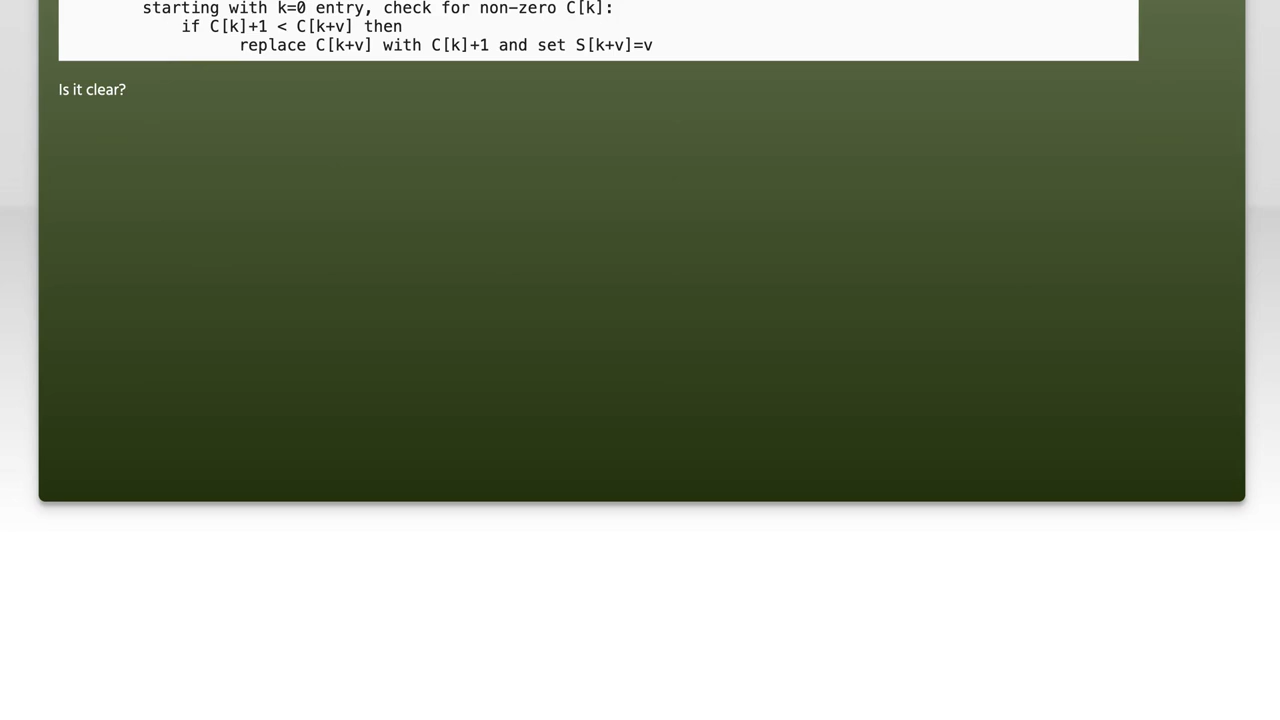 starting with k=0 entry, check for non-zero C[k]:
if C[k]+1 < C[k+v] then
replace C[k+v] with C[k]+1 and set S[k+v]=v
Is it clear?